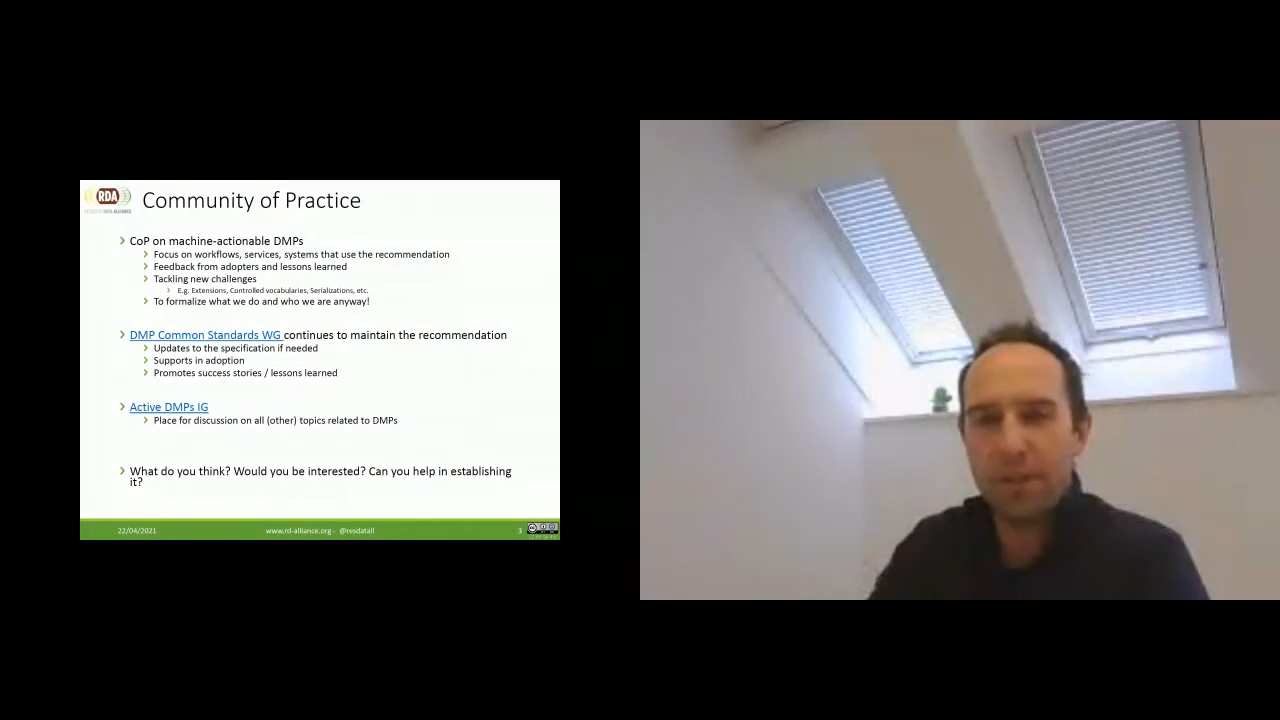 RDA
RESEARCH DATA ALLIANCE
Community of Practice
CoP on machine-actionable DMPs
Focus on workflows, services, systems that use the recommendation
Feedback from adopters and lessons learned
Tackling new challenges
E.g. Extensions, Controlled vocabularies, Serializations, etc.
To formalize what we do and who we are anyway!
DMP Common Standards WG continues to maintain the recommendation
Updates to the specification if needed
Supports in adoption
Promotes success stories / lessons learned
Active DMPs IG
Place for discussion on all (other) topics related to DMPs
What do you think? Would you be interested? Can you help in establishing
it?
22/04/2021
www.rd-alliance.org - @resdatall
3